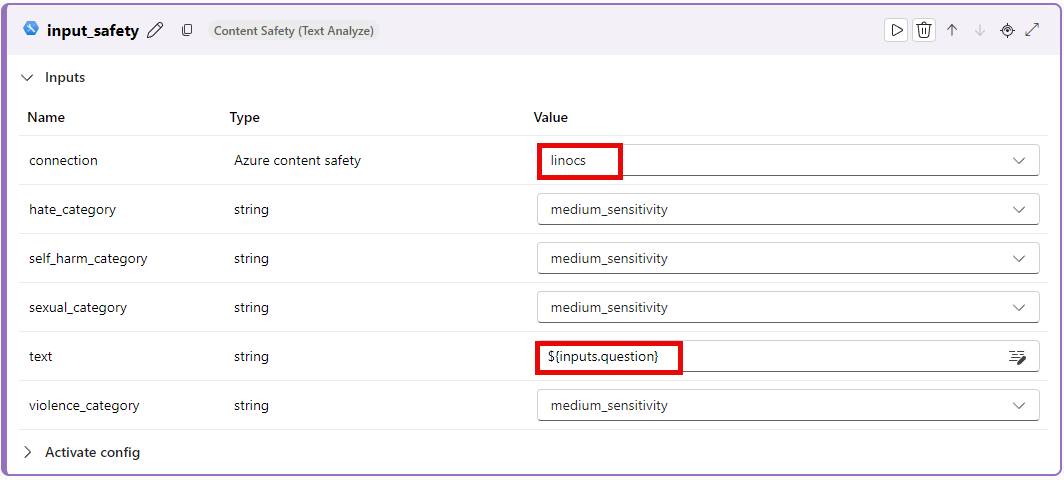 input_safety Content Safety (Text Analyze)
Inputs
Name Type Value
connection Azure content safety linocs
hate_category string medium_sensitivity
self_harm_category string medium_sensitivity
sexual_category string medium_sensitivity
text string ${inputs.question}
violence_category string medium_sensitivity
Activate config